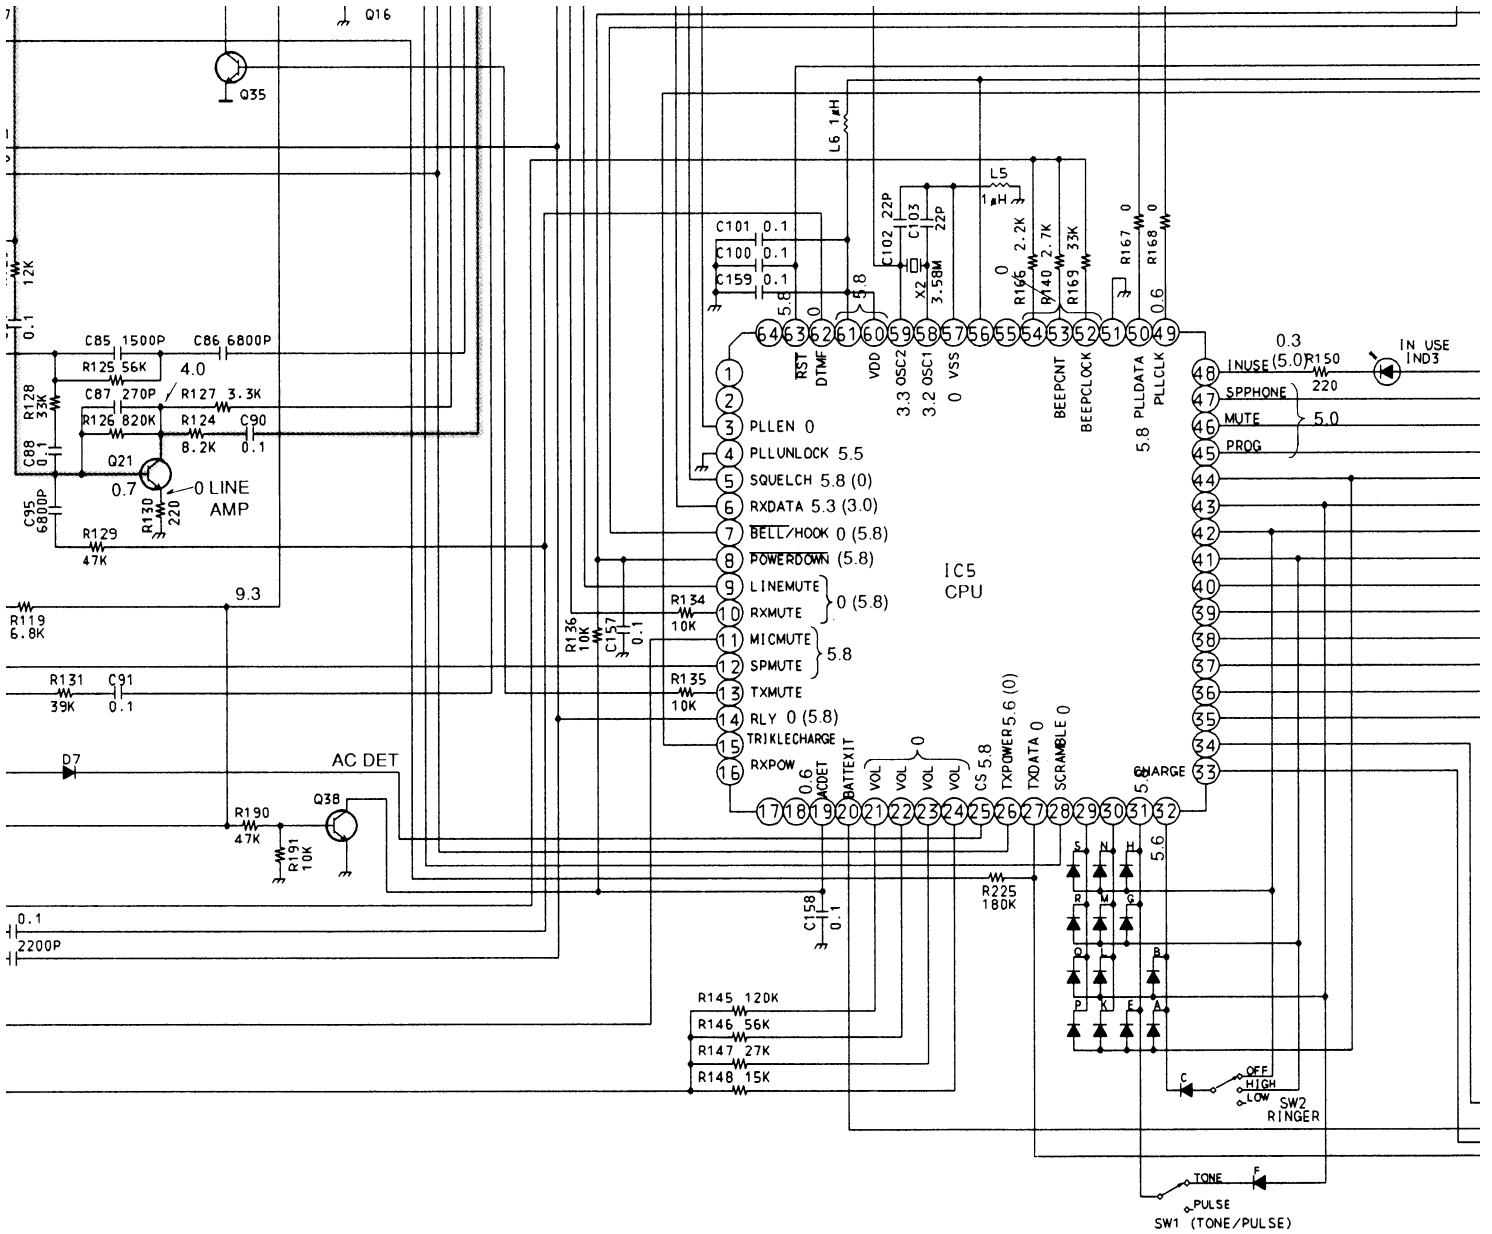 Q16
Q35
L6 1μH
L5
1μH
C102 22P
C103 22P
X2 3.58M
0
R166 2.2K
R140 2.7K
R169 33K
R167 0
R168 0
C101 0.1
C100 0.1
C159 0.1
5.8
0
5.8
0.6
12K
0.1
C85 1500P
C86 6800P
R125 56K
4.0
C87 270P
R127 3.3K
R126 820K
R124 8.2K
C90 0.1
R128 33K
C88 0.1
Q21
0.7
0 LINE AMP
R130 220
C95 6800P
R129
47K
9.3
R119
6.8K
R131
39K
C91
0.1
D7
AC DET
Q38
R190
47K
R191 10K
0.1
2200P
64 63 62 61 60 59 58 57 56 55 54 53 52 51 50 49
RST
DTMF
VDD
3.3 OSC2
3.2 OSC1
0 VSS
BEEPCNT
BEEPCLOCK
5.8 PLLDATA
PLLCLK
1
2
3 PLLEN 0
4 PLLUNLOCK 5.5
5 SQUELCH 5.8 (0)
6 RXDATA 5.3 (3.0)
7 BELL/HOOK 0 (5.8)
8 POWERDOWN (5.8)
9 LINEMUTE
10 RXMUTE
0 (5.8)
11 MICMUTE
12 SPMUTE
5.8
13 TXMUTE
14 RLY 0 (5.8)
15 TRIKLECHARGE
16 RXPOW
R134
10K
R136 10K
C157 0.1
R135
10K
IC5
CPU
48 INUSE 0.3 (5.0)
R150
220
IN USE
IND3
47 SPPHONE
46 MUTE
45 PROG
5.0
44
43
42
41
40
39
38
37
36
35
34
33 CHARGE
0.6 ACDET
BATTEXIT
VOL
VOL
VOL
VOL
0
CS 5.8
TXPOWER 5.6 (0)
TXDATA 0
SCRAMBLE 0
17 18 19 20 21 22 23 24 25 26 27 28 29 30 31 32
5.6
C158 0.1
R225
180K
S N H
R M G
Q L B
P K E A
R145 120K
R146 56K
R147 27K
R148 15K
C
OFF
HIGH
LOW
SW2
RINGER
TONE
F
PULSE
SW1 (TONE/PULSE)